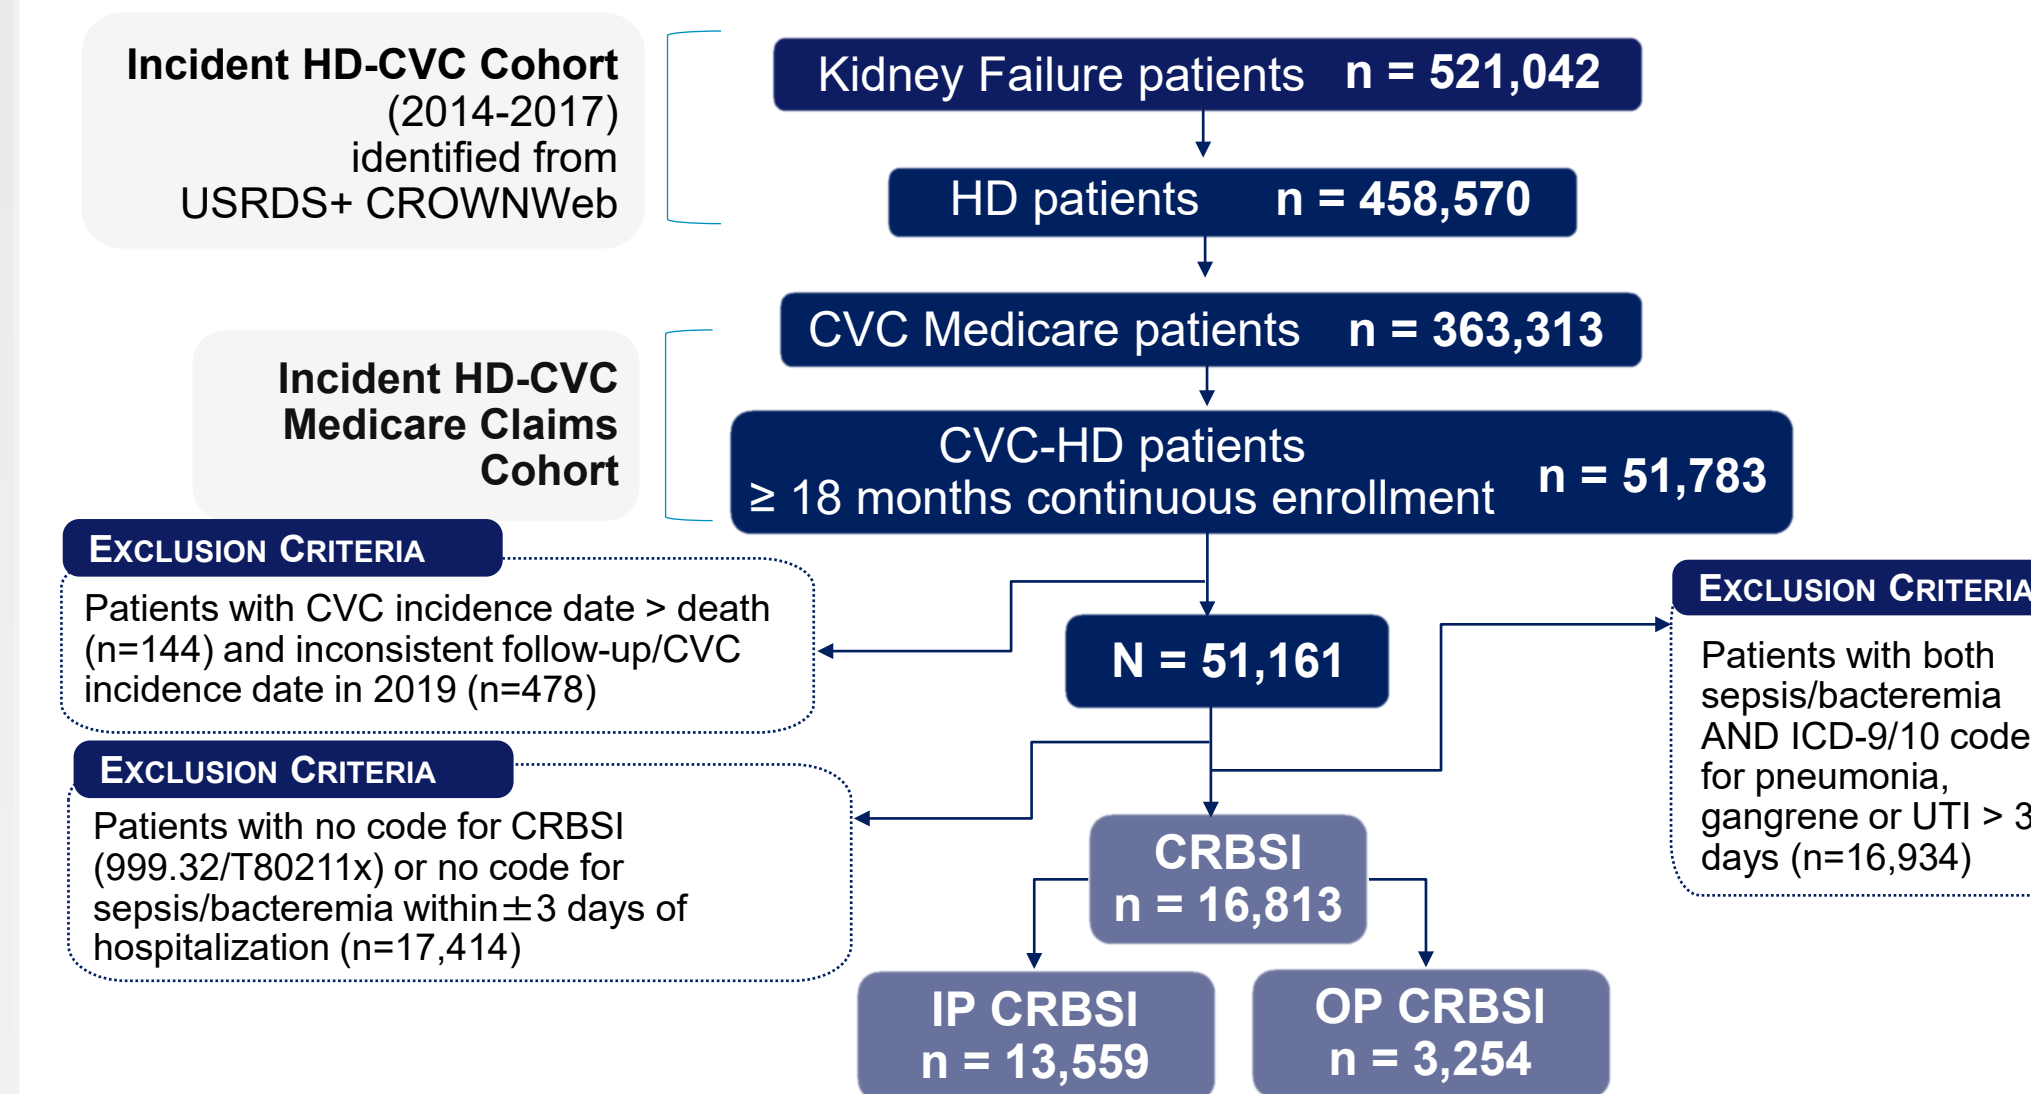 Incident HD-CVC Cohort
(2014-2017)
identified from
USRDS+ CROWNWeb
Kidney Failure patients n = 521,042
HD patients n = 458,570
CVC Medicare patients n = 363,313
Incident HD-CVC
Medicare Claims
Cohort
CVC-HD patients
≥ 18 months continuous enrollment n = 51,783
EXCLUSION CRITERIA
Patients with CVC incidence date > death
(n=144) and inconsistent follow-up/CVC
incidence date in 2019 (n=478)
N = 51,161
EXCLUSION CRITERIA
Patients with both
sepsis/bacteremia
AND ICD-9/10 code
for pneumonia,
gangrene or UTI > 3
days (n=16,934)
EXCLUSION CRITERIA
Patients with no code for CRBSI
(999.32/T80211x) or no code for
sepsis/bacteremia within±3 days of
hospitalization (n=17,414)
CRBSI
n = 16,813
IP CRBSI
n = 13,559
OP CRBSI
n = 3,254